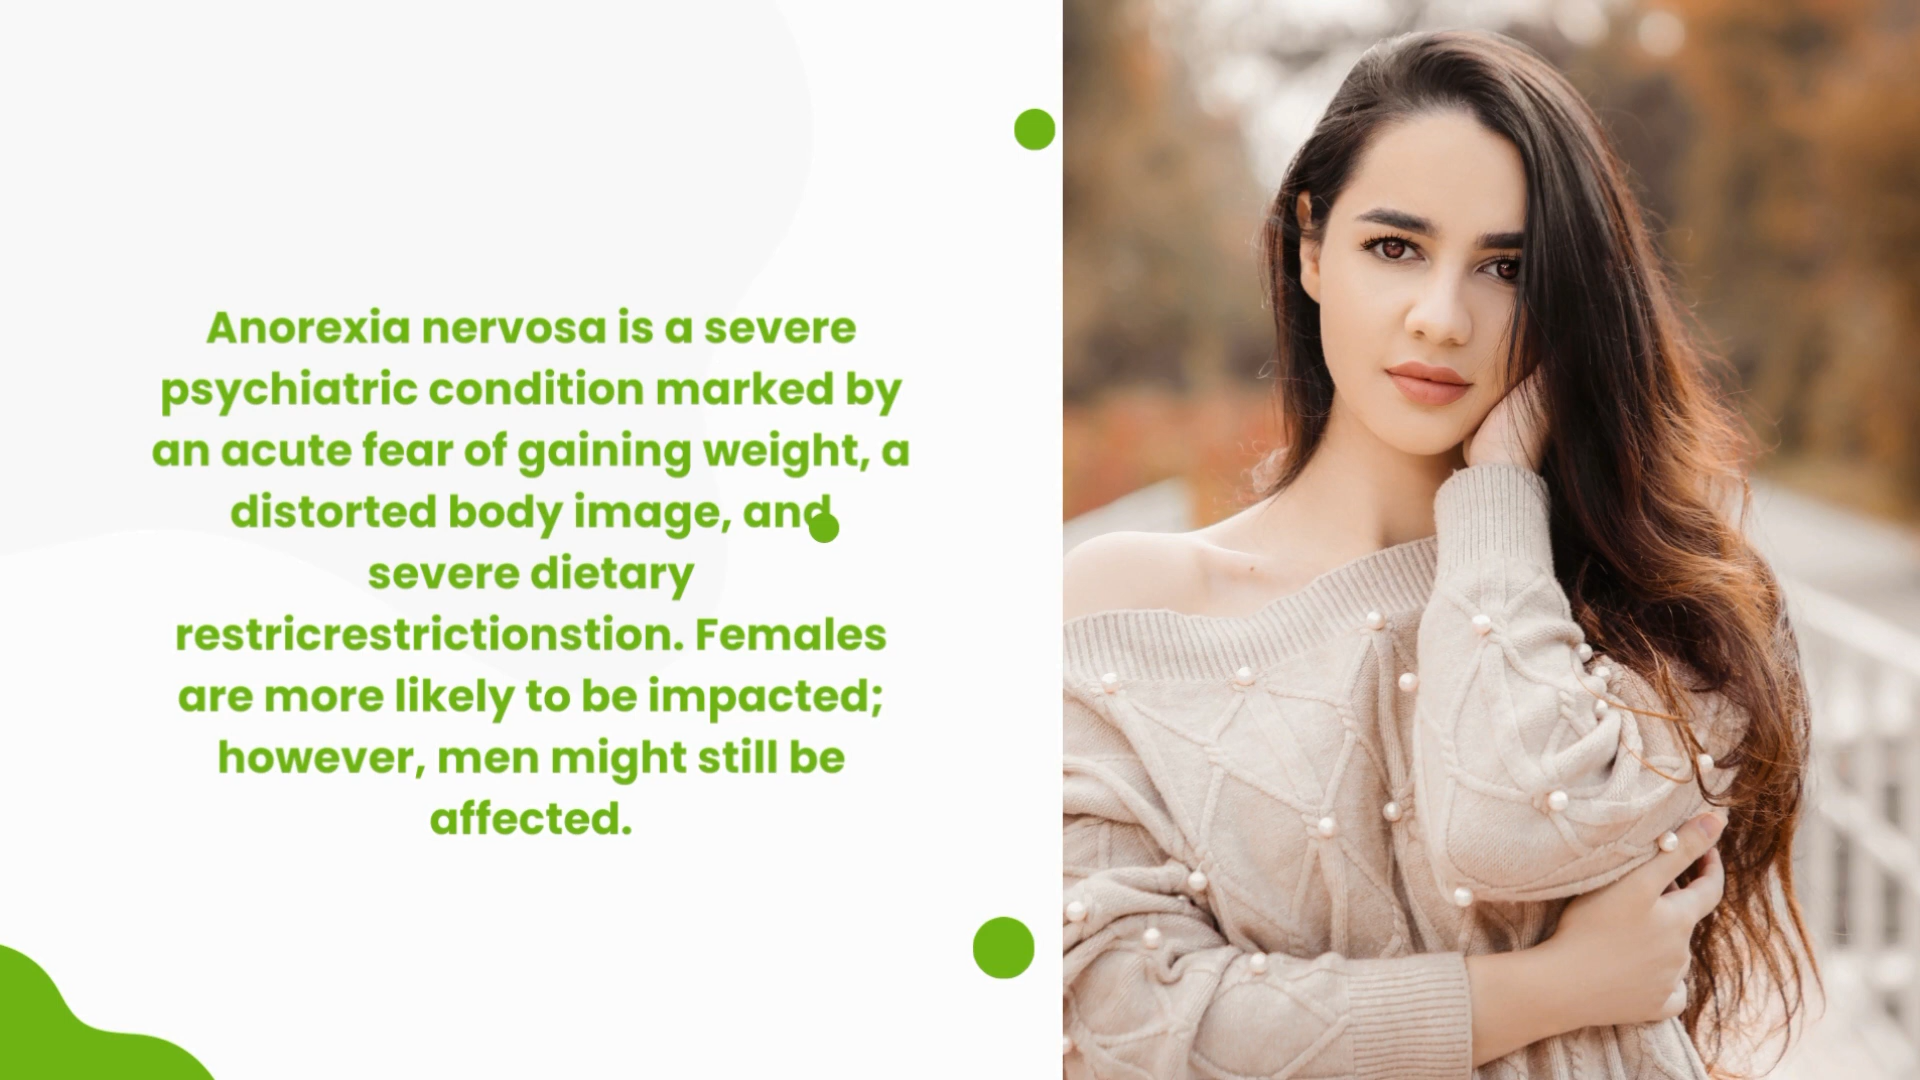 Anorexia nervosa is a severe
psychiatric condition marked by
an acute fear of gaining weight, a
distorted body image, and
severe dietary
restricrestrictionstion. Females
are more likely to be impacted;
however, men might still be
affected.